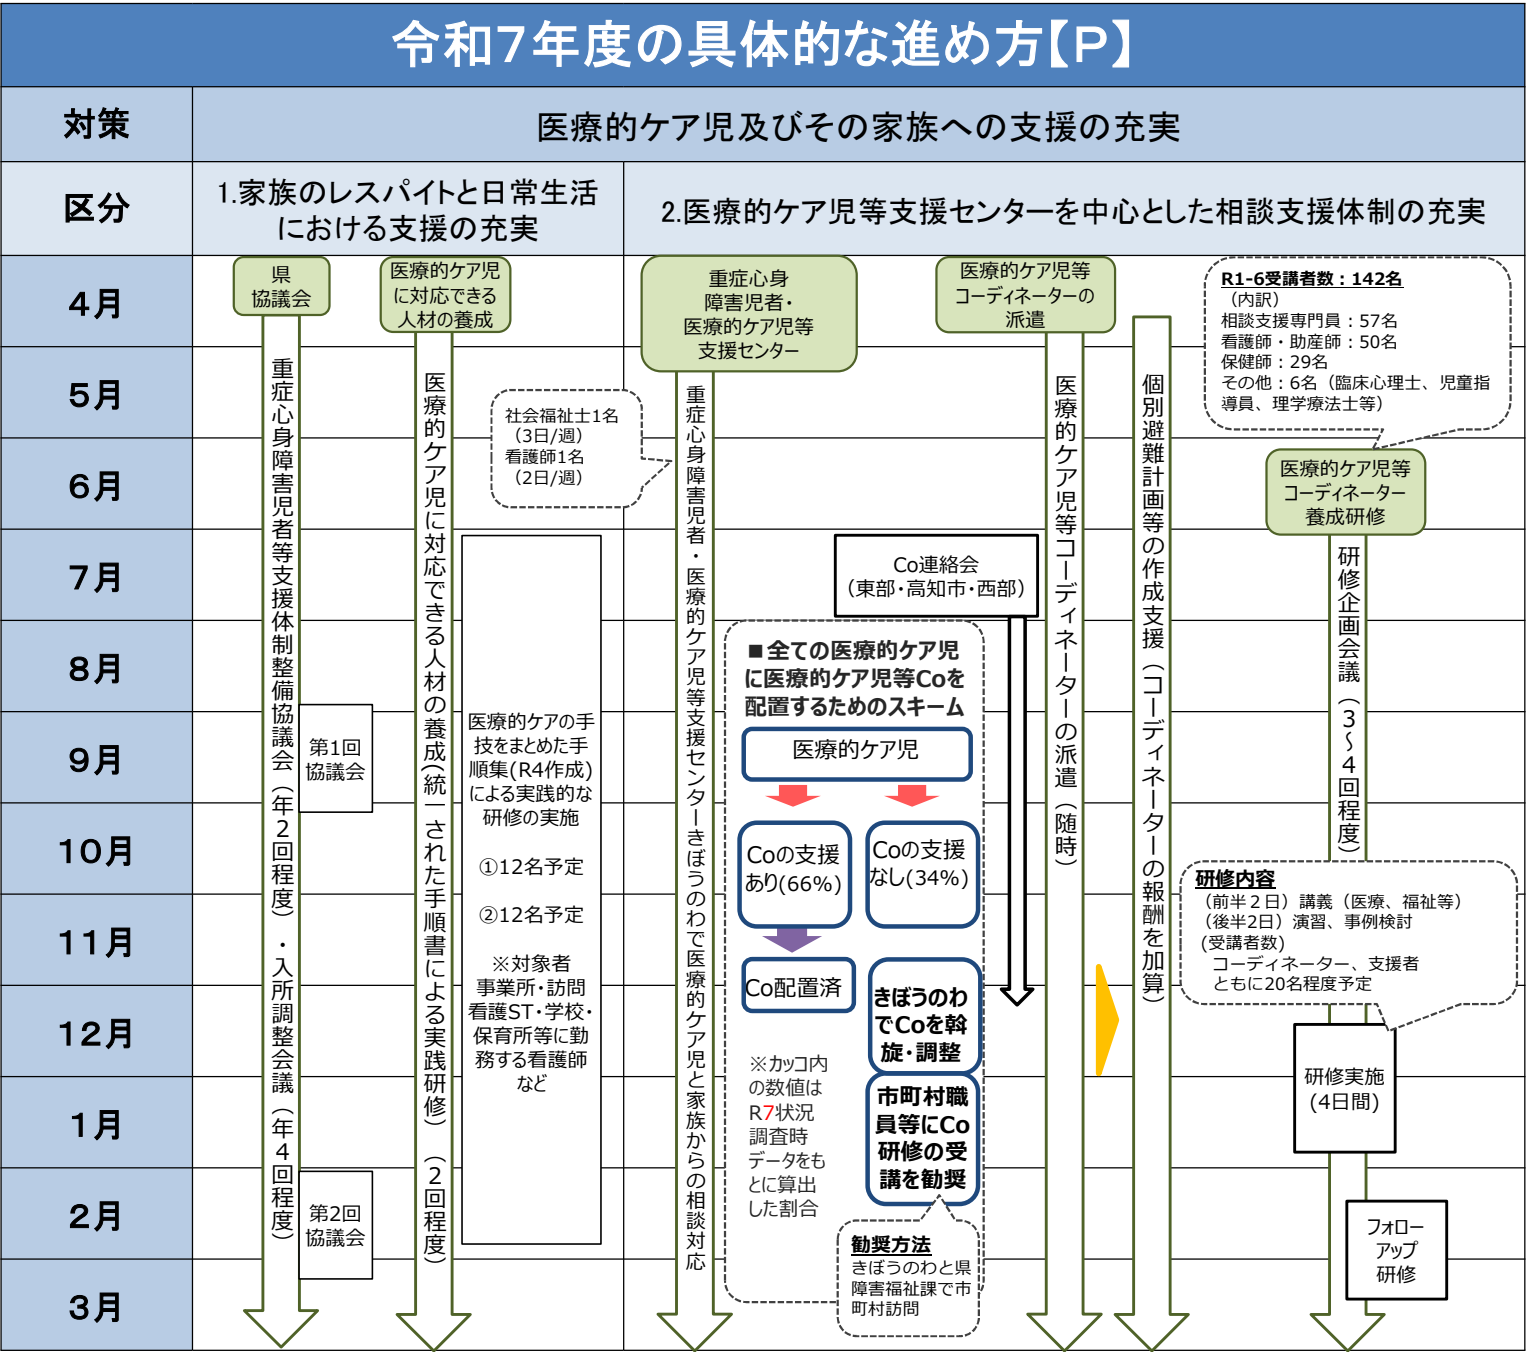 令和7年度の具体的な進め方【P】
対策
医療的ケア児及びその家族への支援の充実
区分
1.家族のレスパイトと日常生活
における支援の充実
2.医療的ケア児等支援センターを中心とした相談支援体制の充実
4月
5月
6月
7月
8月
9月
10月
11月
12月
1月
2月
3月
県
協議会
重症心身障害児者等支援体制整備協議会（年２回程度）・入所調整会議（年４回程度）
第1回
協議会
第2回
協議会
医療的ケア児
に対応できる
人材の養成
医療的ケア児に対応できる人材の養成(統一された手順書による実践研修)（２回程度）
医療的ケアの手
技をまとめた手
順集(R4作成)
による実践的な
研修の実施
①12名予定
②12名予定
※対象者
事業所・訪問
看護ST・学校・
保育所等に勤
務する看護師
など
社会福祉士1名
（3日/週）
看護師1名
（2日/週）
重症心身
障害児者・
医療的ケア児等
支援センター
重症心身障害児者・医療的ケア児等支援センターきぼうのわで医療的ケア児と家族からの相談対応
Co連絡会
（東部・高知市・西部）
■全ての医療的ケア児
に医療的ケア児等Coを
配置するためのスキーム
医療的ケア児
Coの支援
あり(66%)
Coの支援
なし(34%)
Co配置済
きぼうのわ
でCoを斡
旋・調整
市町村職
員等にCo
研修の受
講を勧奨
※カッコ内
の数値は
R7状況
調査時
データをも
とに算出
した割合
勧奨方法
きぼうのわと県
障害福祉課で市
町村訪問
医療的ケア児等
コーディネーターの
派遣
医療的ケア児等コーディネーターの派遣（随時）
個別避難計画等の作成支援（コーディネーターの報酬を加算）
R1-6受講者数：142名
（内訳）
相談支援専門員：57名
看護師・助産師：50名
保健師：29名
その他：6名（臨床心理士、児童指
導員、理学療法士等）
医療的ケア児等
コーディネーター
養成研修
研修企画会議（３～４回程度）
研修内容
（前半２日）講義（医療、福祉等）
（後半2日）演習、事例検討
(受講者数)
コーディネーター、支援者
ともに20名程度予定
研修実施
(4日間)
フォロー
アップ
研修